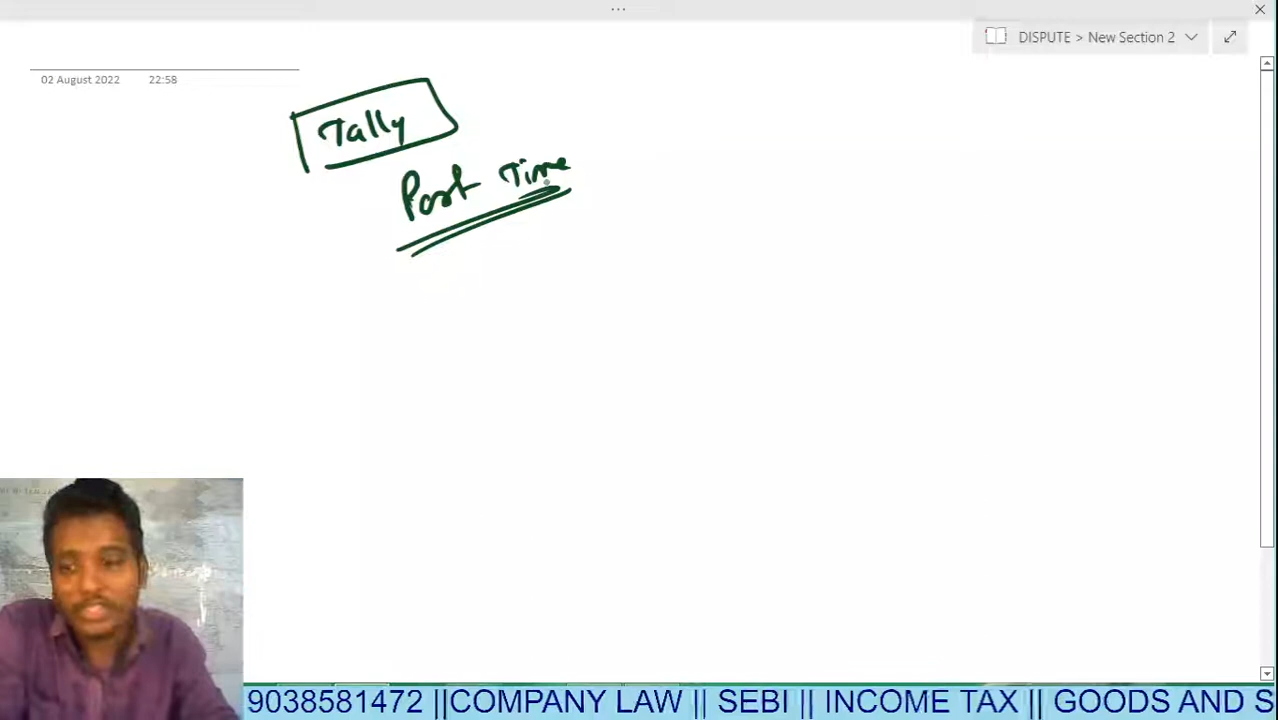 DISPUTE > New Section 2
02 August 2022 22:58
Tally
Part Time
9038581472 ||COMPANY LAW || SEBI || INCOME TAX || GOODS AND S